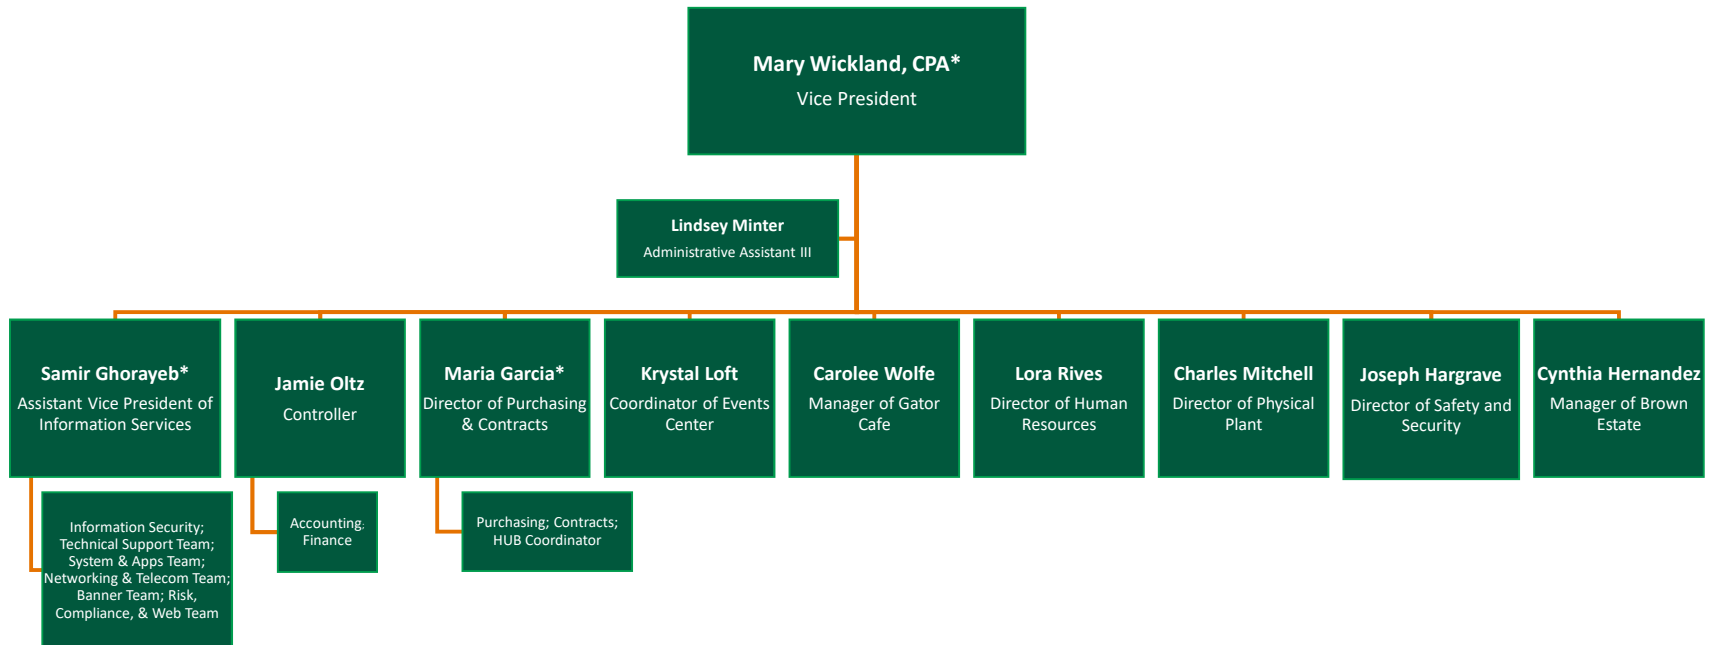 Mary Wickland, CPA*
Vice President
Lindsey Minter
Administrative Assistant III
Samir Ghorayeb*
Assistant Vice President of
Information Services
Jamie Oltz
Controller
Maria Garcia*
Director of Purchasing
& Contracts
Krystal Loft
Coordinator of Events
Center
Carolee Wolfe
Manager of Gator
Cafe
Lora Rives
Director of Human
Resources
Charles Mitchell
Director of Physical
Plant
Joseph Hargrave
Director of Safety and
Security
Cynthia Hernandez
Manager of Brown
Estate
Information Security;
Technical Support Team;
System & Apps Team;
Networking & Telecom Team;
Banner Team; Risk,
Compliance, & Web Team
Accounting;
Finance
Purchasing; Contracts;
HUB Coordinator